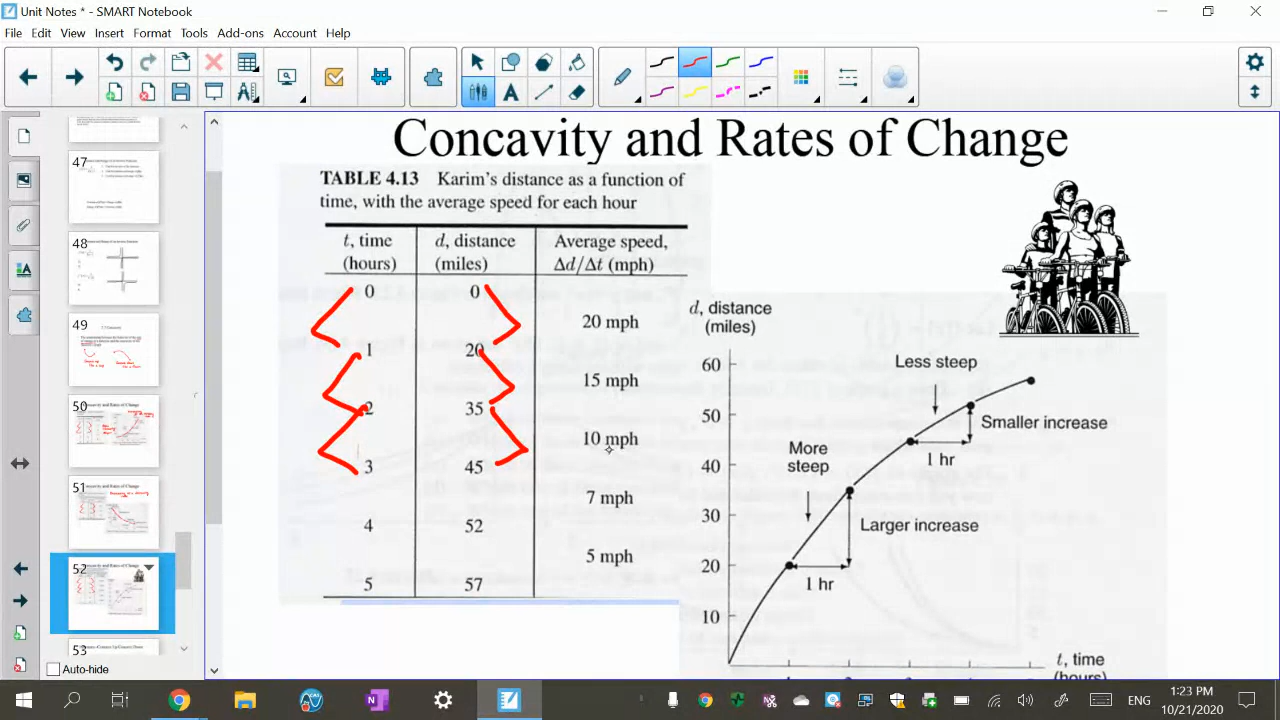 Unit Notes * - SMART Notebook
File Edit View Insert Format Tools Add-ons Account Help
Concavity and Rates of Change
TABLE 4.13 Karim's distance as a function of
time, with the average speed for each hour
t, time d, distance Average speed,
(hours) (miles) Δd/Δt (mph)
0 0
20 mph
1 20
15 mph
2 35
10 mph
3 45
7 mph
4 52
5 mph
5 57
d, distance
(miles)
60
50
40
30
20
10
Less steep
Smaller increase
1 hr
More
steep
Larger increase
1 hr
t, time
(hours)
47
48
49
50
51
52
53
Auto-hide
ENG
1:23 PM
10/21/2020